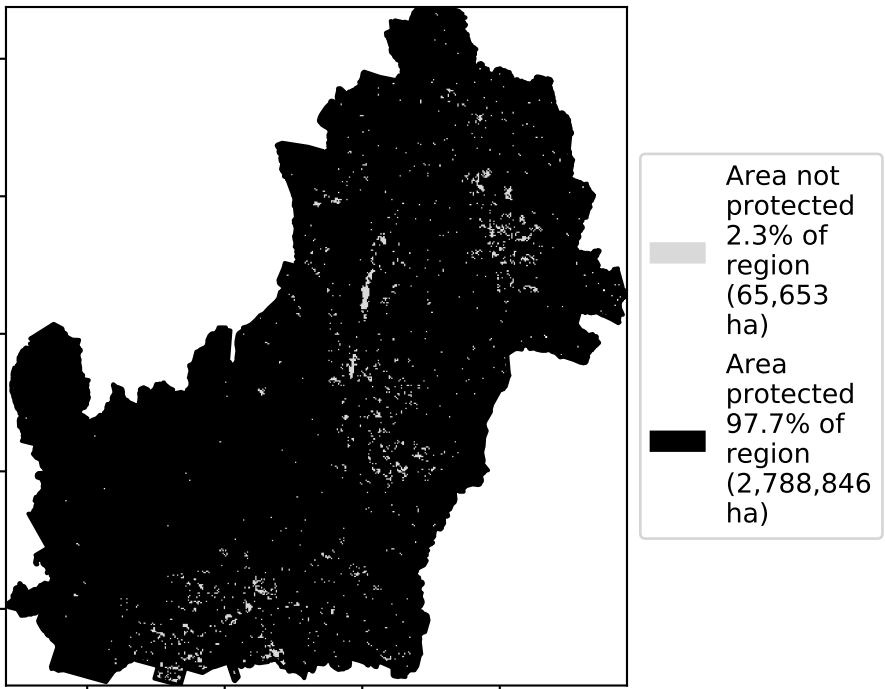 Area not
protected
2.3% of
region
(65,653
ha)
Area
protected
97.7% of
region
(2,788,846
ha)